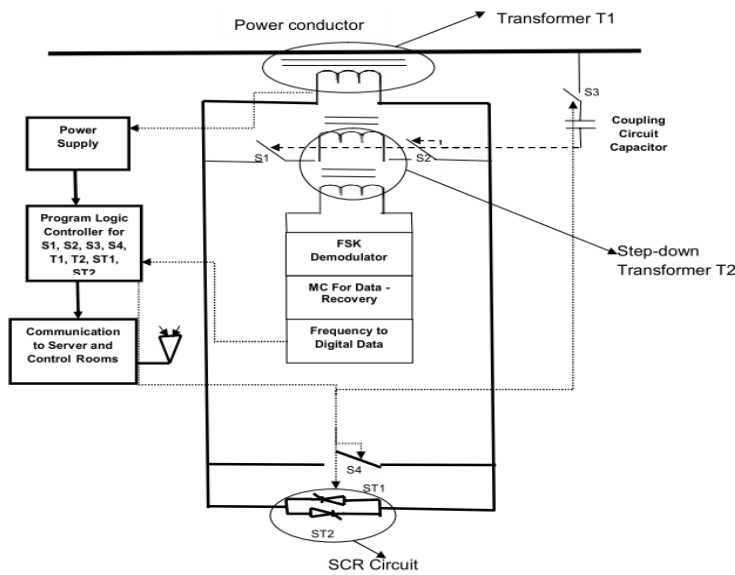 Power conductor
Transformer T1
S3
Coupling
Circuit
Capacitor
Power
Supply
S1
S2
Program Logic
Controller for
S1, S2, S3, S4,
T1, T2, ST1,
ST2
FSK
Demodulator
Step-down
Transformer T2
MC For Data -
Recovery
Communication
to Server and
Control Rooms
Frequency to
Digital Data
S4
ST1
ST2
SCR Circuit